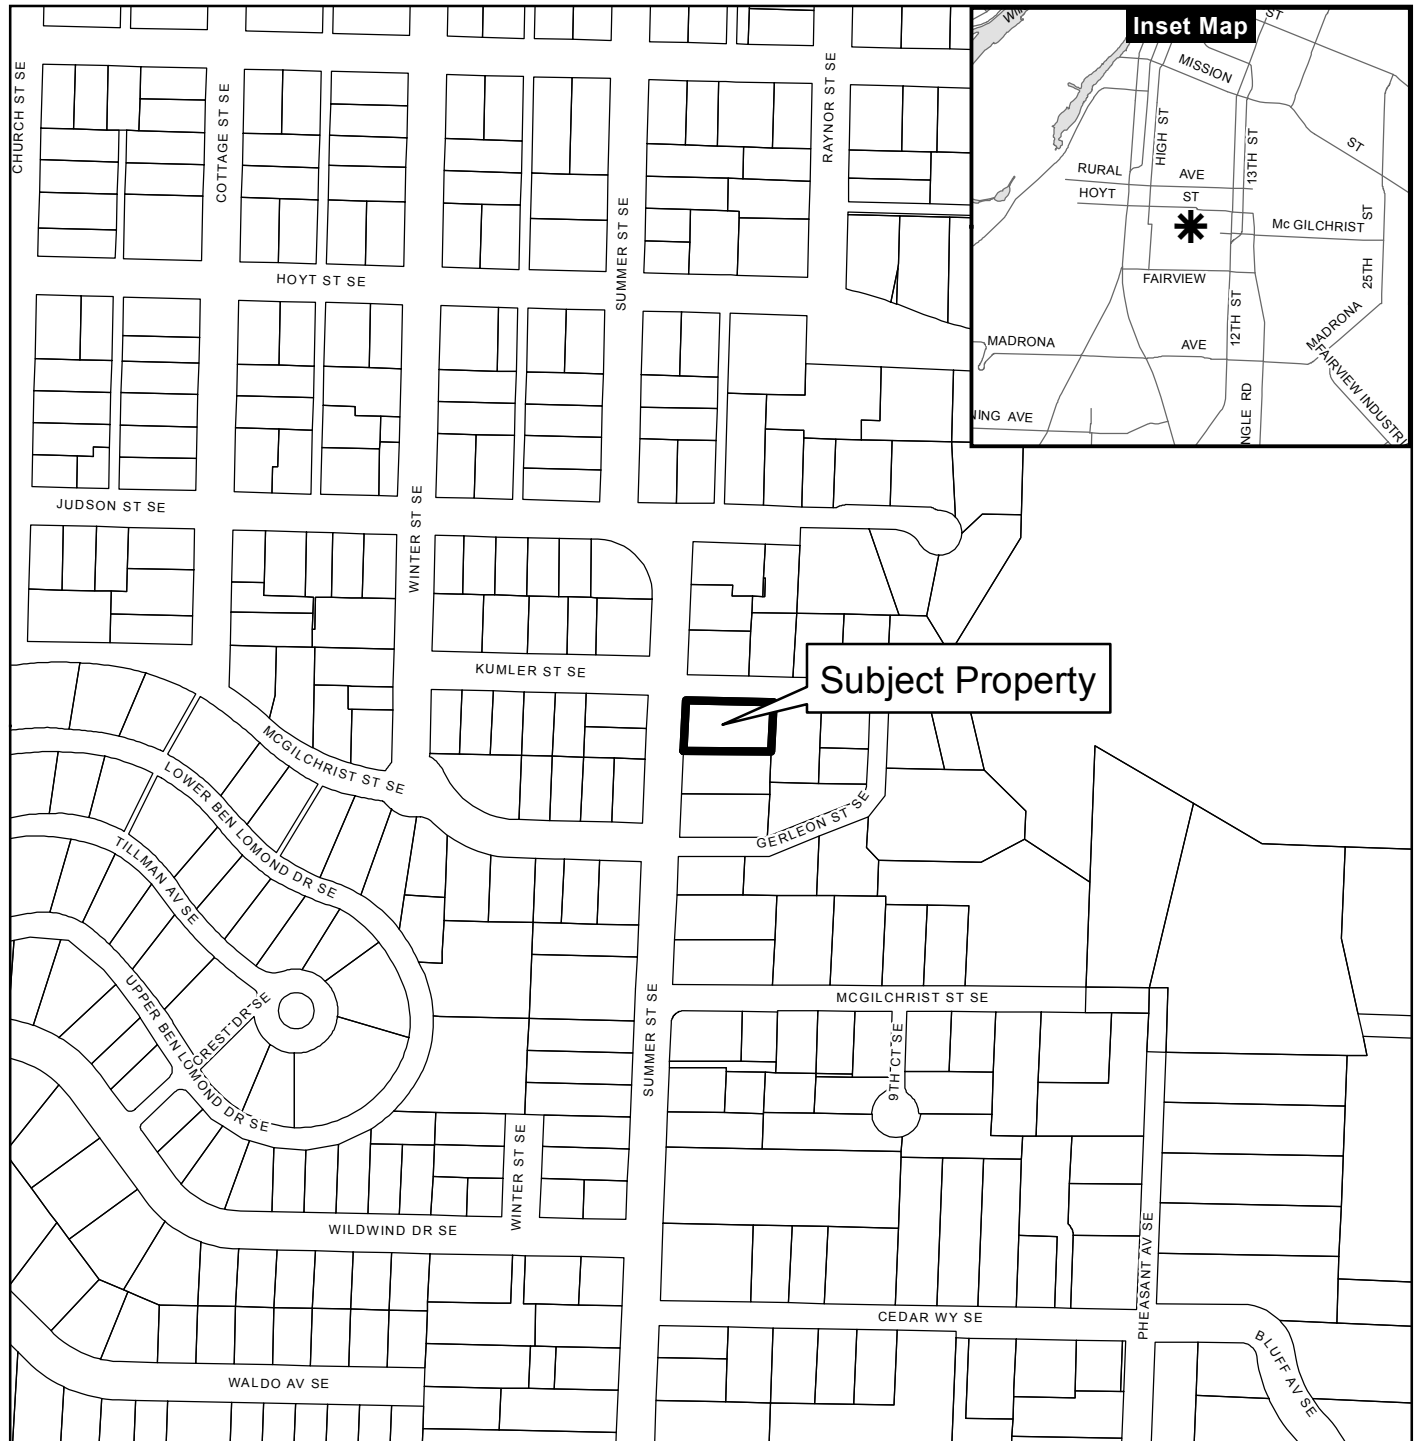 Inset Map
ST
MISSION
ST
HIGH ST
13TH ST
RURAL AVE
HOYT ST
Mc GILCHRIST
ST
25TH
FAIRVIEW
12TH ST
MADRONA AVE
MADRONA
FAIRVIEW INDUSTRI
NING AVE
NGLE RD
CHURCH ST SE
COTTAGE ST SE
SUMMER ST SE
RAYNOR ST SE
HOYT ST SE
JUDSON ST SE
WINTER ST SE
KUMLER ST SE
Subject Property
MCGILCHRIST ST SE
LOWER BEN LOMOND DR SE
TILLMAN AV SE
GERLEON ST SE
UPPER BEN LOMOND DR SE
CREST DR SE
SUMMER ST SE
MCGILCHRIST ST SE
9TH CT SE
WINTER ST SE
WILDWIND DR SE
PHEASANT AV SE
CEDAR WY SE
BLUFF AV SE
WALDO AV SE